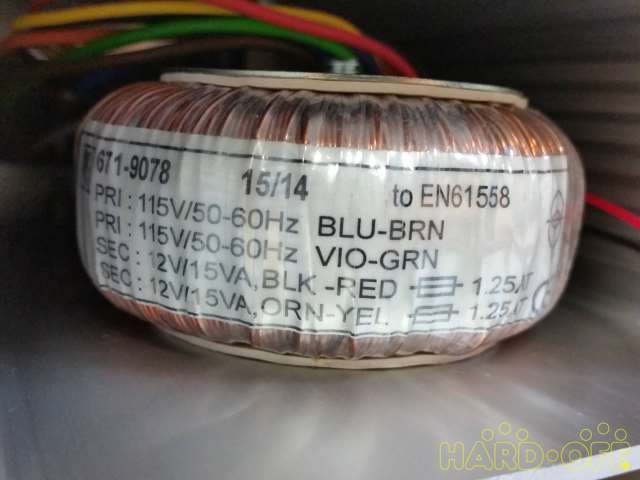 671-9078 15/14 to EN61558
PRI : 115V/50-60Hz BLU-BRN
PRI : 115V/50-60Hz VIO-GRN
SEC : 12V/15VA, BLK -RED 1.25AT
SEC : 12V/15VA, ORN-YEL 1.25AT
HARD-OFF